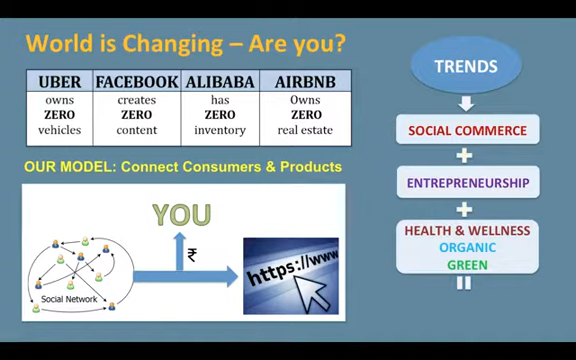 World is Changing – Are you?
UBER FACEBOOK ALIBABA AIRBNB
owns creates has Owns
ZERO ZERO ZERO ZERO
vehicles content inventory real estate
OUR MODEL: Connect Consumers & Products
YOU
₹
https://www
Social Network
TRENDS
SOCIAL COMMERCE
ENTREPRENEURSHIP
HEALTH & WELLNESS
ORGANIC
GREEN